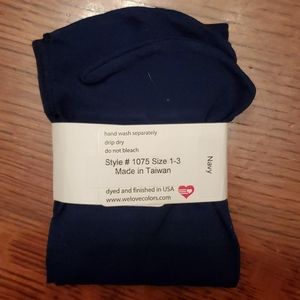 hand wash separately
drip dry
do not bleach
Style # 1075 Size 1-3
Made in Taiwan
dyed and finished in USA
www.welovecolors.com
Navy